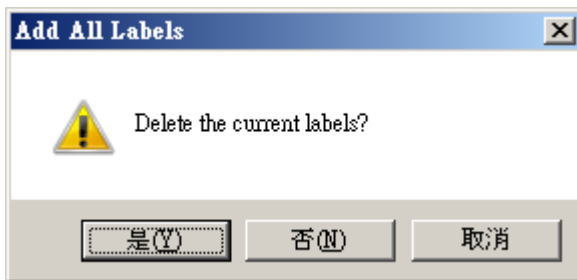 Add All Labels
Delete the current labels?
是(Y)
否(N)
取消